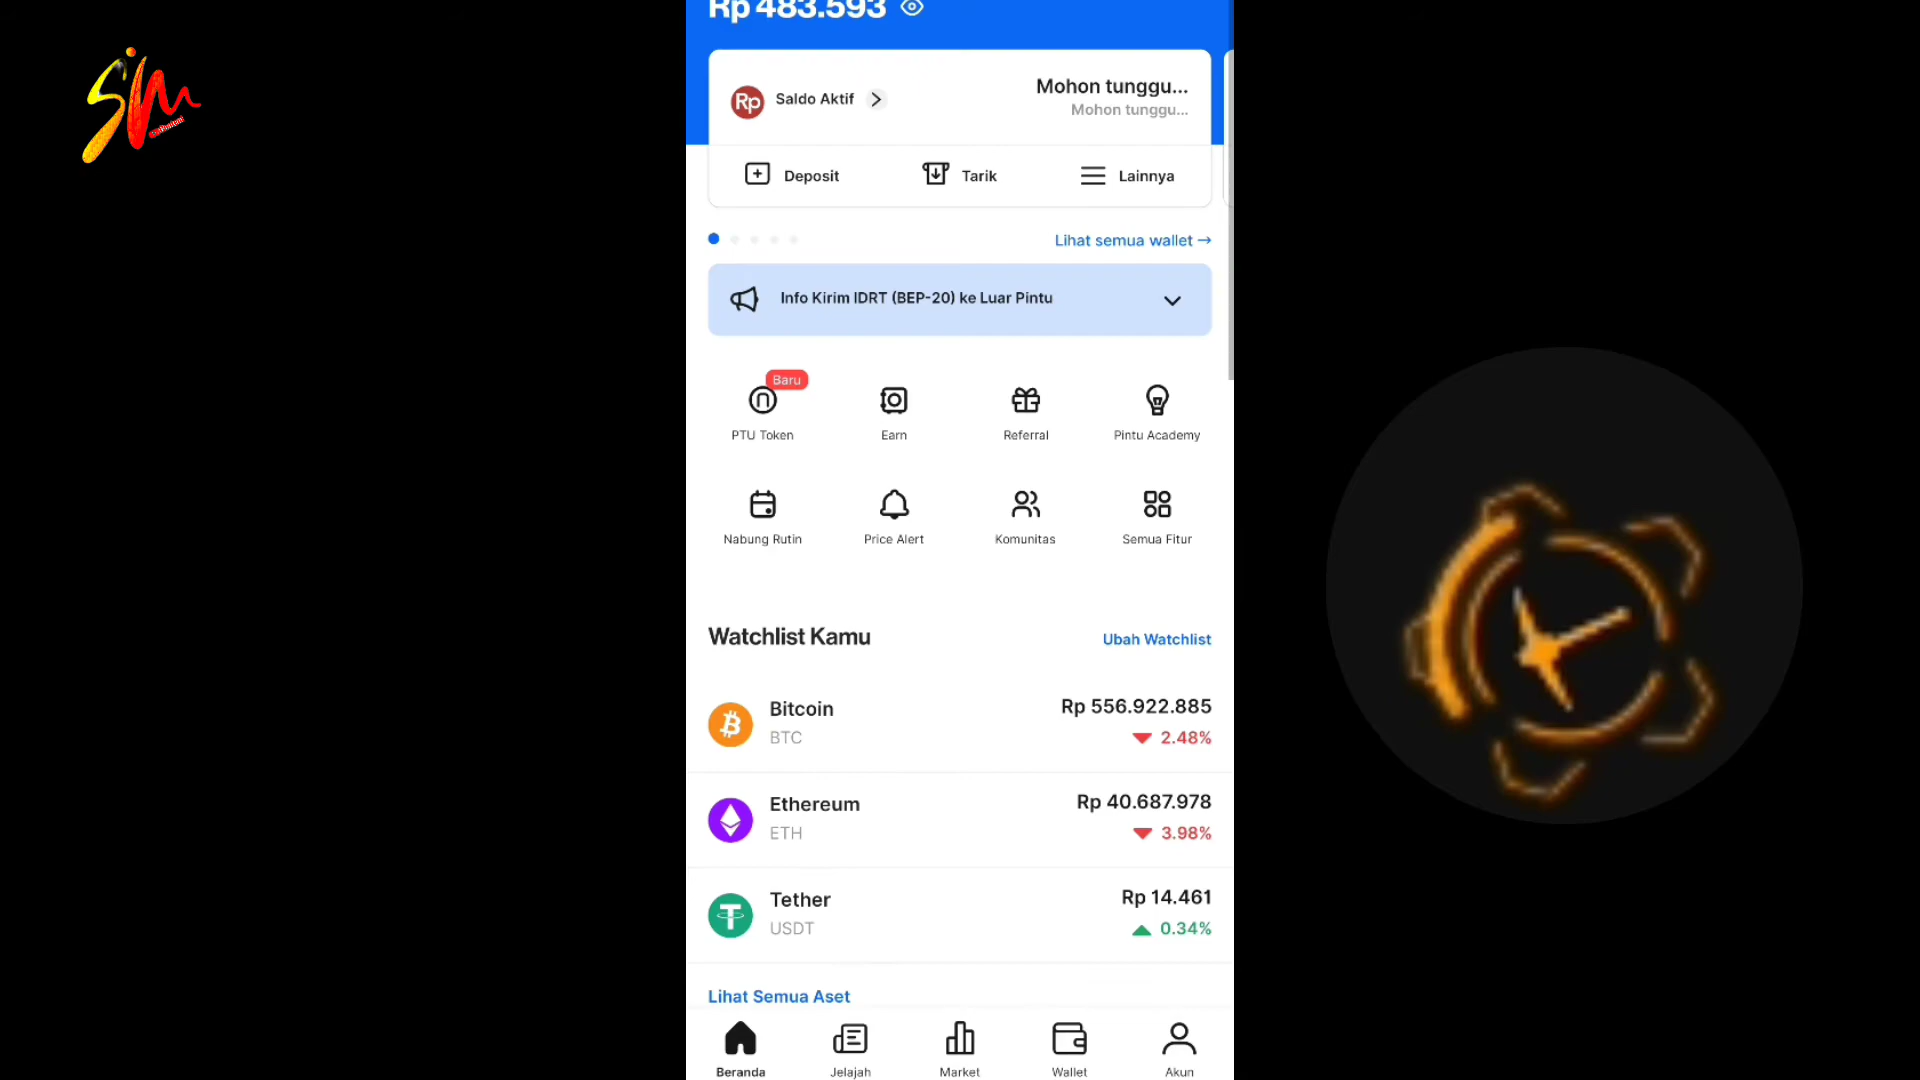 Rp 483.593
Rp
Saldo Aktif
Mohon tunggu...
Mohon tunggu...
Deposit
Tarik
Lainnya
Lihat semua wallet →
Info Kirim IDRT (BEP-20) ke Luar Pintu
Baru
PTU Token
Earn
Referral
Pintu Academy
Nabung Rutin
Price Alert
Komunitas
Semua Fitur
Watchlist Kamu
Ubah Watchlist
Bitcoin
Rp 556.922.885
BTC
2.48%
Ethereum
Rp 40.687.978
ETH
3.98%
Tether
Rp 14.461
USDT
0.34%
Lihat Semua Aset
Beranda
Jelajah
Market
Wallet
Akun